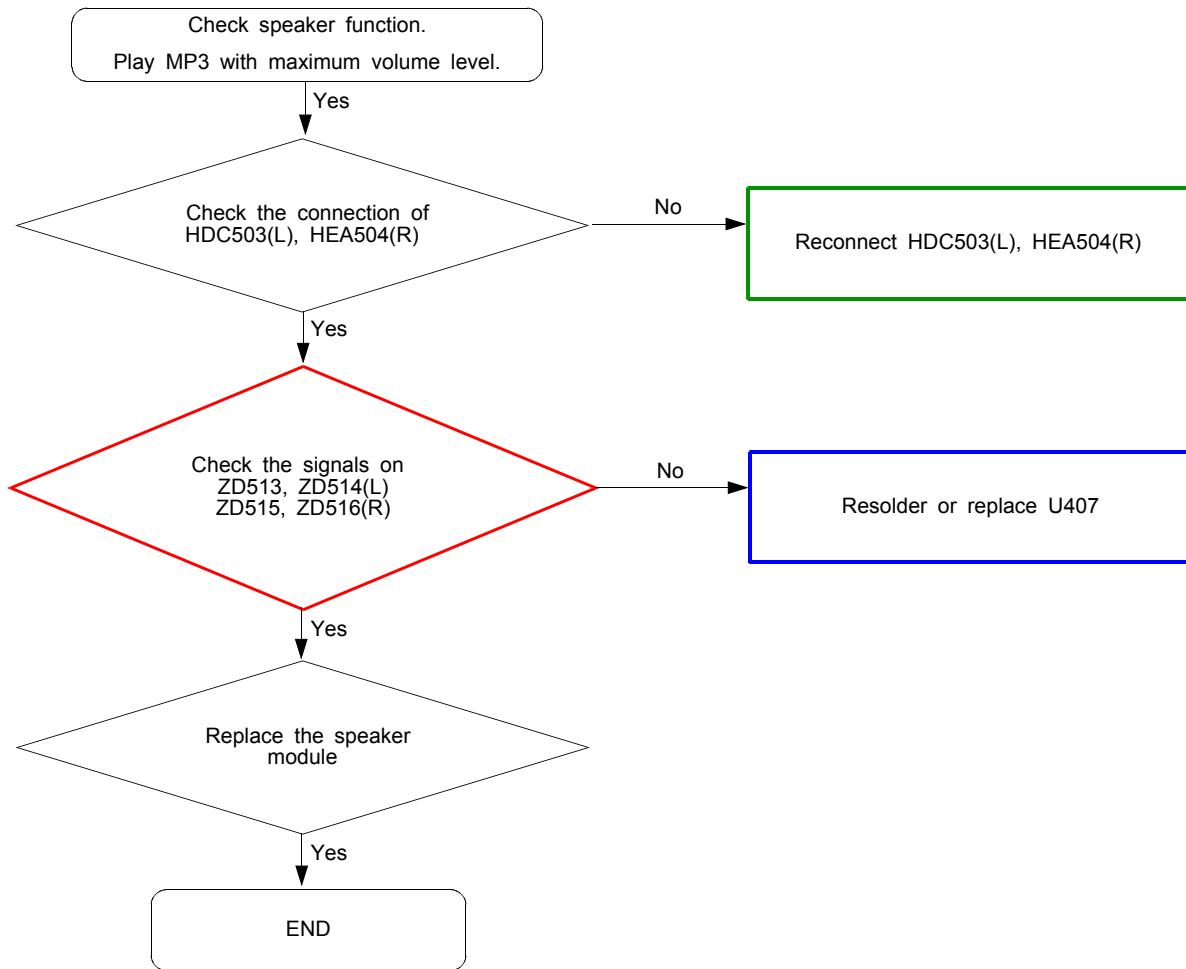 Check speaker function.
Play MP3 with maximum volume level.
Yes
Check the connection of
HDC503(L), HEA504(R)
No
Reconnect HDC503(L), HEA504(R)
Yes
Check the signals on
ZD513, ZD514(L)
ZD515, ZD516(R)
No
Resolder or replace U407
Yes
Replace the speaker
module
Yes
END